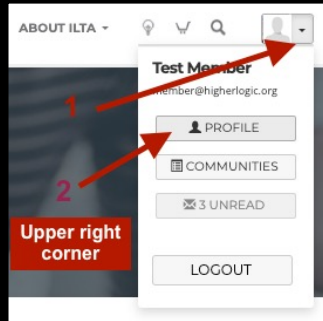 ABOUT ILTA
1
Test Member
member@higherlogic.org
PROFILE
2
COMMUNITIES
3 UNREAD
Upper right
corner
LOGOUT